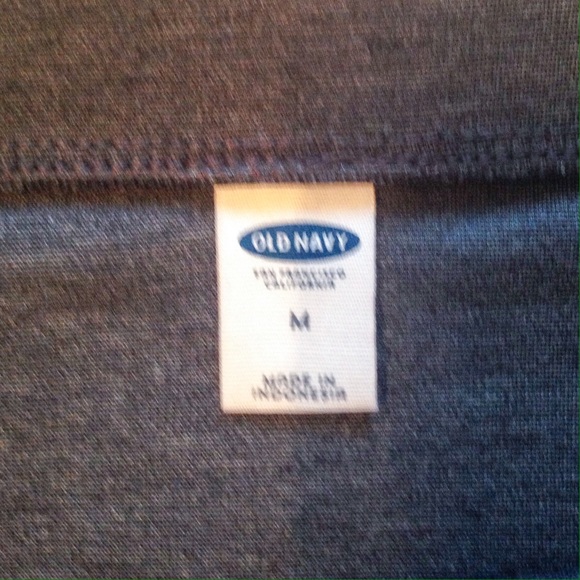 OLD NAVY
SAN FRANCISCO
CALIFORNIA
M
MADE IN
INDONESIA